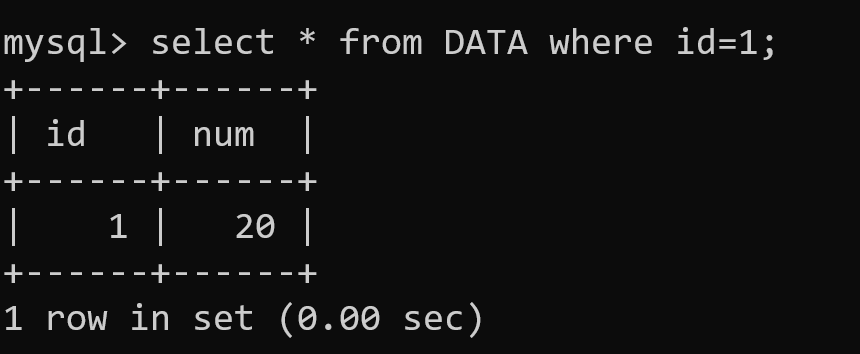 mysql> select * from DATA where id=1;
+------+------+
| id   | num  |
+------+------+
|    1 |   20 |
+------+------+
1 row in set (0.00 sec)